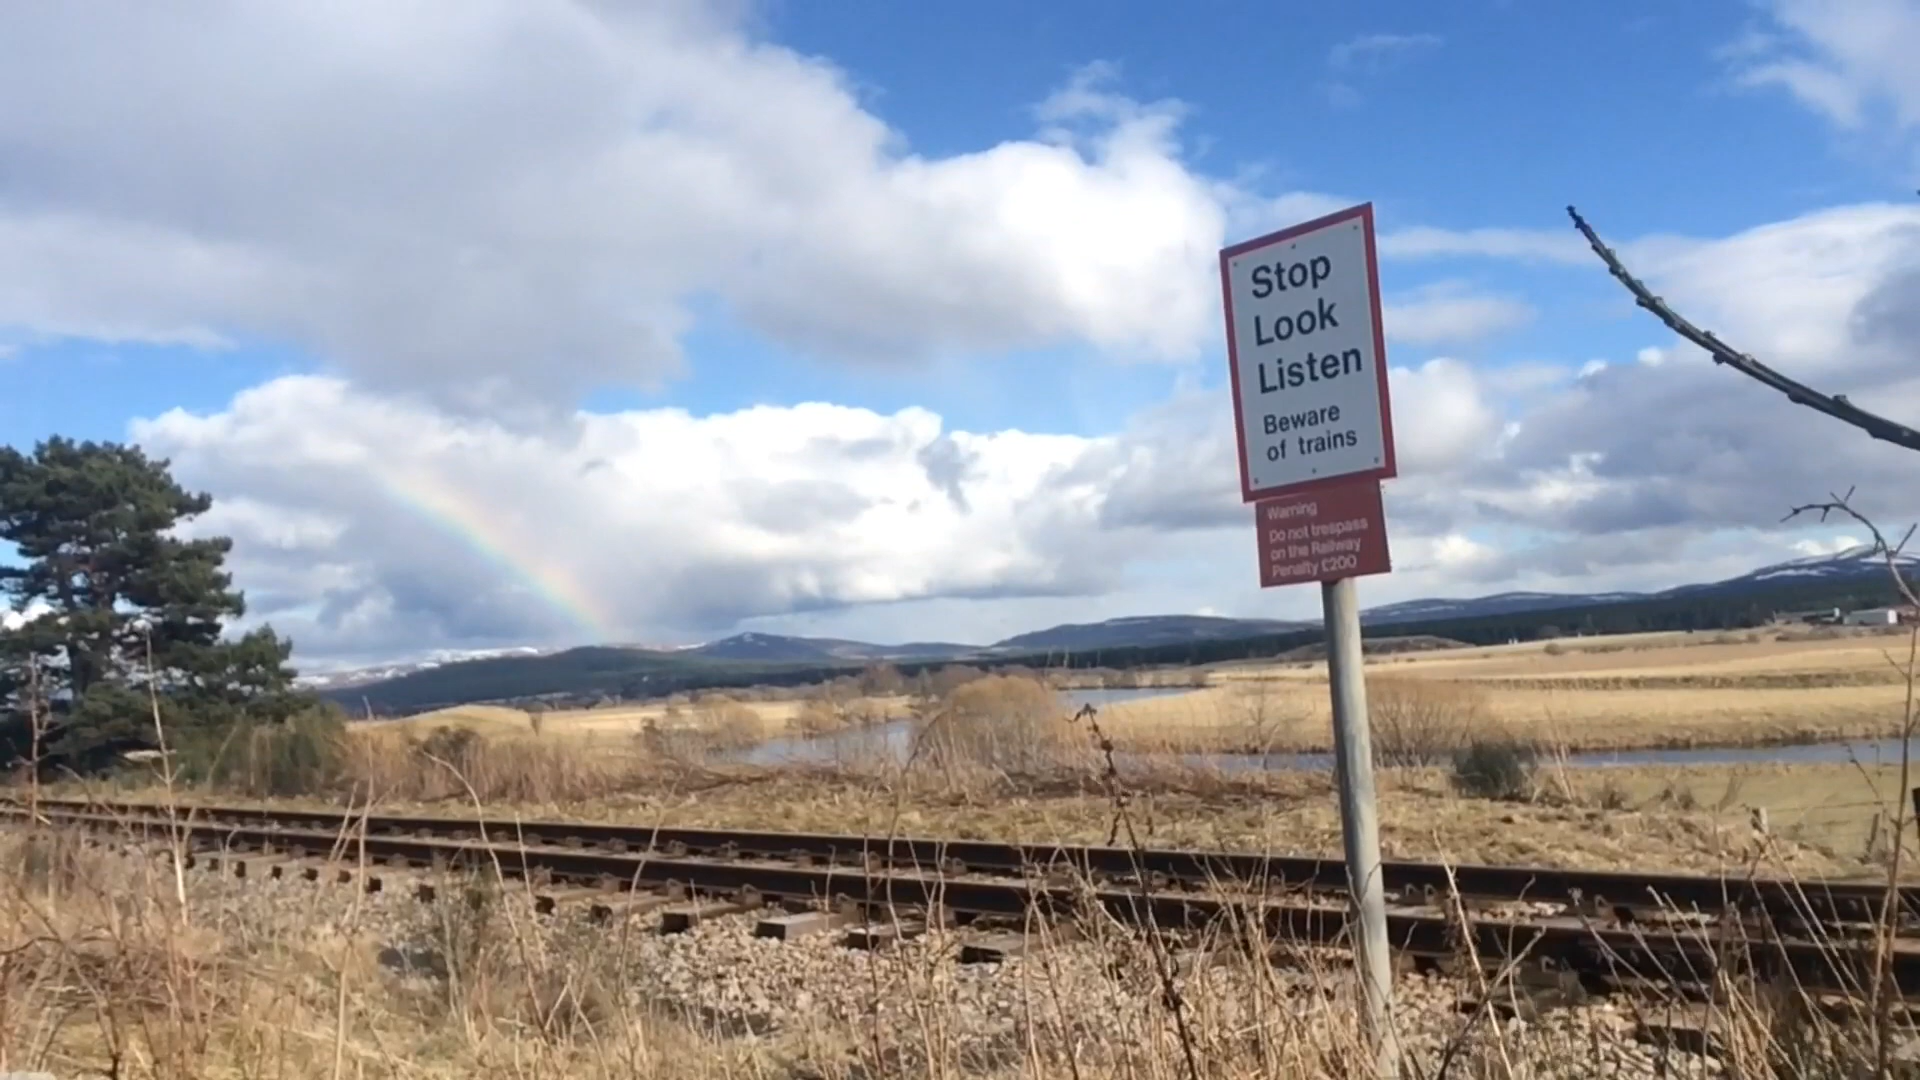 Stop
Look
Listen
Beware
of trains
Warning
Do not trespass
on the Railway
Penalty £200